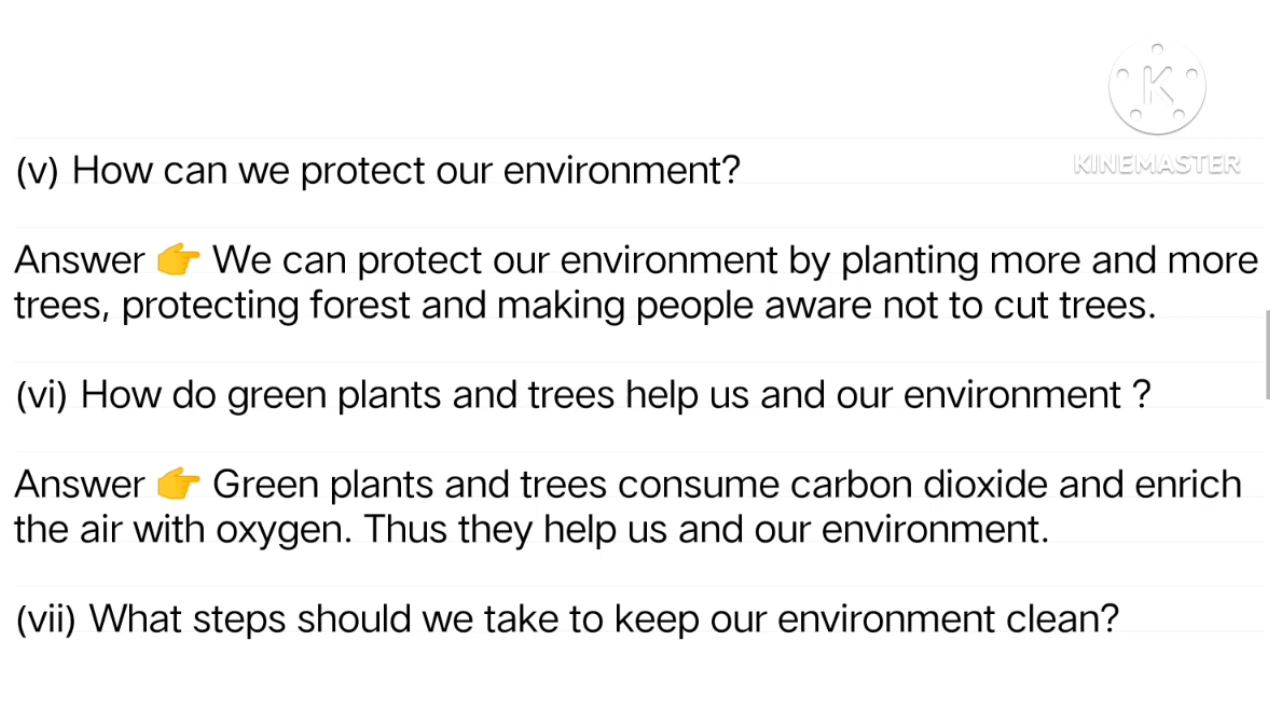 K
KINEMASTER
(v) How can we protect our environment?
Answer 👉 We can protect our environment by planting more and more
trees, protecting forest and making people aware not to cut trees.
(vi) How do green plants and trees help us and our environment ?
Answer 👉 Green plants and trees consume carbon dioxide and enrich
the air with oxygen. Thus they help us and our environment.
(vii) What steps should we take to keep our environment clean?